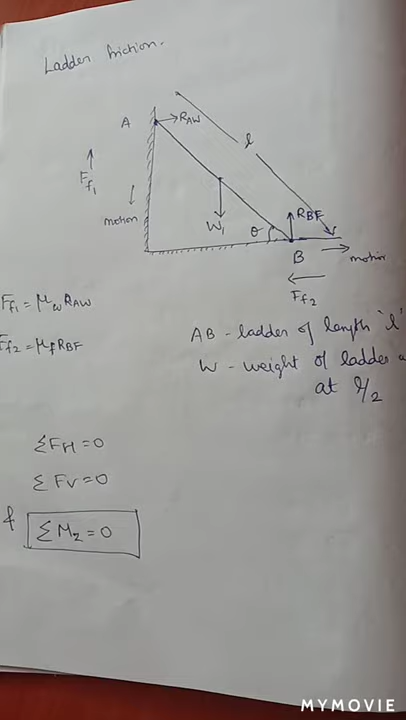 Ladder friction.
A
RAW
l
Ff1
motion
W1
θ
RBF
B
motion
Ff2
Ff1 = μw RAW
Ff2 = μf RBF
AB - ladder of length 'l'
W - weight of ladder
at l/2
ΣFH = 0
ΣFV = 0
& ΣMZ = 0
MYMOVIE